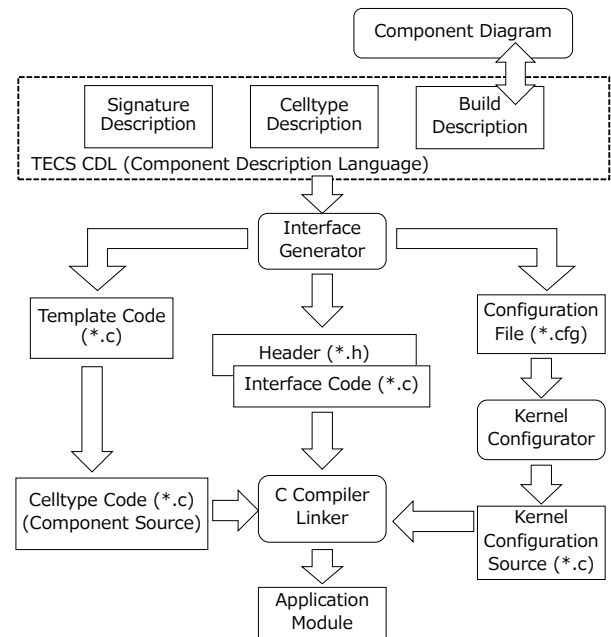 Component Diagram
Signature
Description
Celltype
Description
Build
Description
TECS CDL (Component Description Language)
Interface
Generator
Template Code
(*.c)
Header (*.h)
Interface Code (*.c)
Configuration
File (*.cfg)
Kernel
Configurator
Celltype Code (*.c)
(Component Source)
C Compiler
Linker
Kernel
Configuration
Source (*.c)
Application
Module